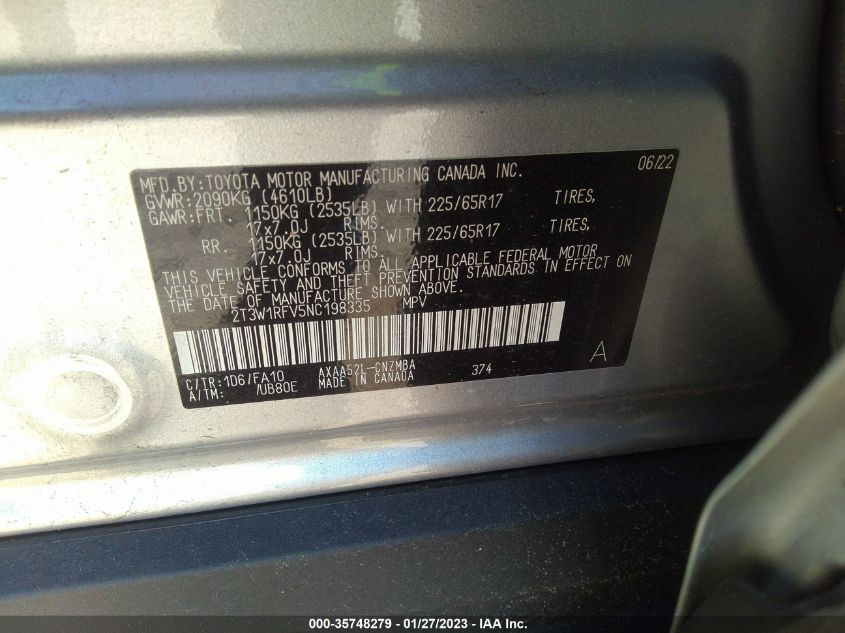 MFD.BY:TOYOTA MOTOR MANUFACTURING CANADA INC. 06/22
GVWR:2090KG (4610LB)
GAWR:FRT. 1150KG (2535LB) WITH 225/65R17 TIRES,
17x7.0J RIMS.
RR. 1150KG (2535LB) WITH 225/65R17 TIRES,
17x7.0J RIMS.
THIS VEHICLE CONFORMS TO ALL APPLICABLE FEDERAL MOTOR
VEHICLE SAFETY AND THEFT PREVENTION STANDARDS IN EFFECT ON
THE DATE OF MANUFACTURE SHOWN ABOVE.
2T3W1RFV5NC198335 MPV
C/TR:1D6/FA10 AXAA52L-CNZMBA 374 A
A/TM: /UB80E MADE IN CANADA
000-35748279 - 01/27/2023 - IAA Inc.